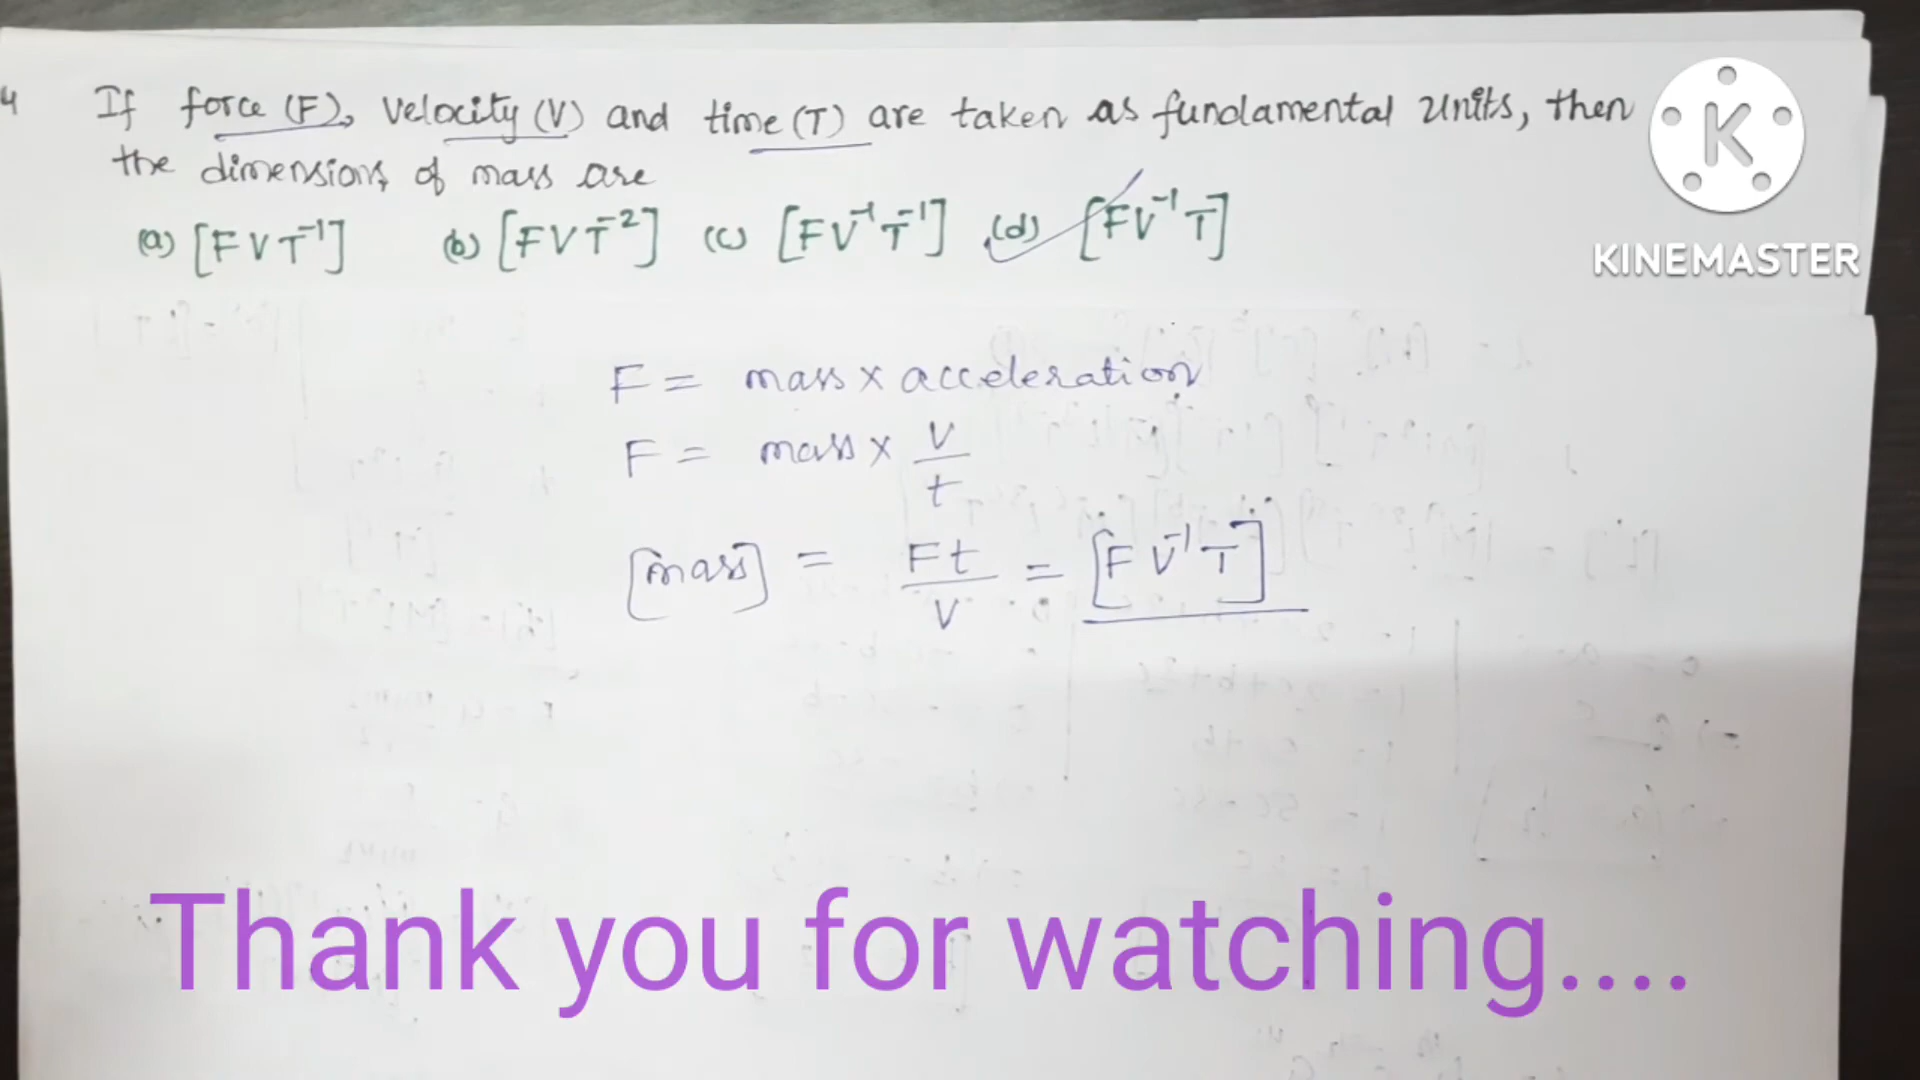 4 If force (F), velocity (V) and time (T) are taken as fundamental units, then
the dimensions of mass are
(a) [F V T⁻¹] (b) [F V T⁻²] (c) [F V⁻¹ T⁻¹] (d) [F V⁻¹ T]
K
KINEMASTER
F = mass x acceleration
F = mass x V/t
[mass] = Ft/V = [F V⁻¹ T]
Thank you for watching....